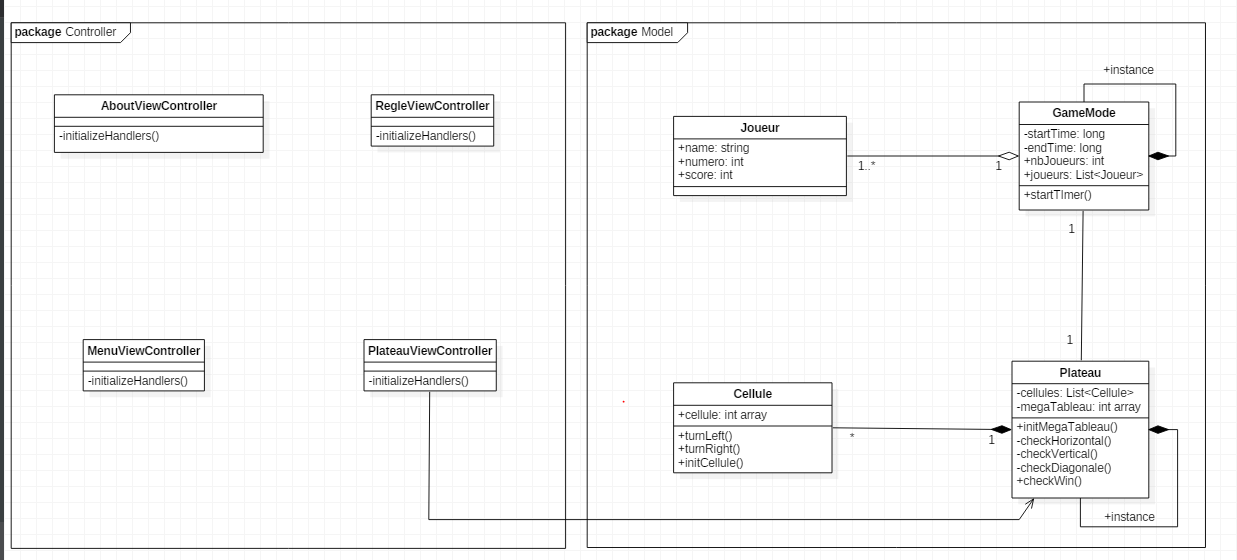 package Controller
AboutViewController
-initializeHandlers()
RegleViewController
-initializeHandlers()
MenuViewController
-initializeHandlers()
PlateauViewController
-initializeHandlers()
package Model
Joueur
+name: string
+numero: int
+score: int
1..*
1
+instance
GameMode
-startTime: long
-endTime: long
+nbJoueurs: int
+joueurs: List<Joueur>
+startTImer()
1
1
Cellule
+cellule: int array
+turnLeft()
+turnRight()
+initCellule()
*
1
Plateau
-cellules: List<Cellule>
-megaTableau: int array
+initMegaTableau()
-checkHorizontal()
-checkVertical()
-checkDiagonale()
+checkWin()
+instance